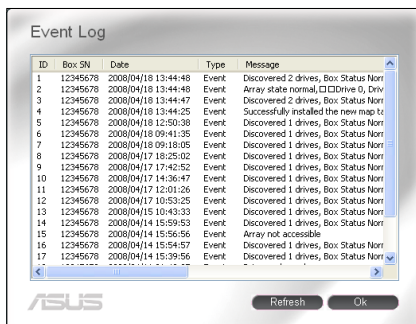 Event Log
ID Box SN Date Type Message
1 12345678 2008/04/18 13:44:48 Event Discovered 2 drives, Box Status Norr
2 12345678 2008/04/18 13:44:48 Event Array state normal, □□Drive 0, Driv
3 12345678 2008/04/18 13:44:47 Event Discovered 2 drives, Box Status Norr
4 12345678 2008/04/18 13:44:25 Event Successfully installed the new map ta
5 12345678 2008/04/18 12:50:38 Event Discovered 1 drives, Box Status Norr
6 12345678 2008/04/18 09:41:35 Event Discovered 1 drives, Box Status Norr
7 12345678 2008/04/18 09:18:05 Event Discovered 1 drives, Box Status Norr
8 12345678 2008/04/17 18:25:02 Event Discovered 1 drives, Box Status Norr
9 12345678 2008/04/17 17:42:52 Event Discovered 1 drives, Box Status Norr
10 12345678 2008/04/17 14:36:47 Event Discovered 1 drives, Box Status Norr
11 12345678 2008/04/17 12:01:26 Event Discovered 1 drives, Box Status Norr
12 12345678 2008/04/17 10:53:25 Event Discovered 1 drives, Box Status Norr
13 12345678 2008/04/15 10:43:33 Event Discovered 1 drives, Box Status Norr
14 12345678 2008/04/14 15:59:53 Event Discovered 1 drives, Box Status Norr
15 12345678 2008/04/14 15:56:56 Event Array not accessible
16 12345678 2008/04/14 15:54:57 Event Discovered 1 drives, Box Status Norr
17 12345678 2008/04/14 15:39:56 Event Discovered 1 drives, Box Status Norr
ASUS Refresh Ok